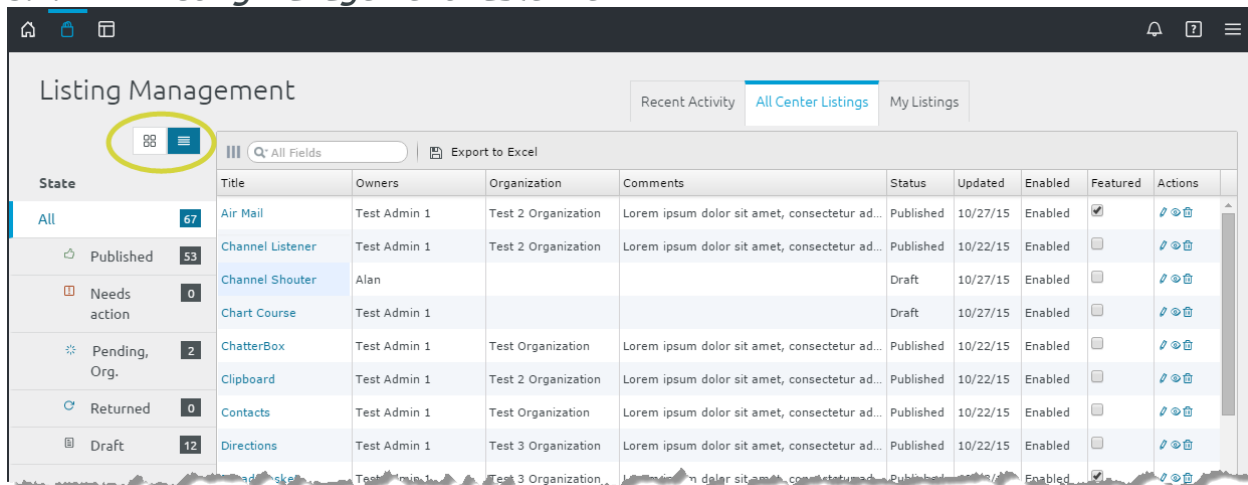 Listing Management
Recent Activity All Center Listings My Listings
All Fields Export to Excel
State
All 67
Published 53
Needs action 0
Pending, Org. 2
Returned 0
Draft 12
Title Owners Organization Comments Status Updated Enabled Featured Actions
Air Mail Test Admin 1 Test 2 Organization Lorem ipsum dolor sit amet, consectetur ad... Published 10/27/15 Enabled
Channel Listener Test Admin 1 Test 2 Organization Lorem ipsum dolor sit amet, consectetur ad... Published 10/22/15 Enabled
Channel Shouter Alan Draft 10/27/15 Enabled
Chart Course Test Admin 1 Draft 10/27/15 Enabled
ChatterBox Test Admin 1 Test Organization Lorem ipsum dolor sit amet, consectetur ad... Published 10/22/15 Enabled
Clipboard Test Admin 1 Test 2 Organization Lorem ipsum dolor sit amet, consectetur ad... Published 10/22/15 Enabled
Contacts Test Admin 1 Test Organization Lorem ipsum dolor sit amet, consectetur ad... Published 10/22/15 Enabled
Directions Test Admin 1 Test 3 Organization Lorem ipsum dolor sit amet, consectetur ad... Published 10/22/15 Enabled
Test 3 Organization Enabled